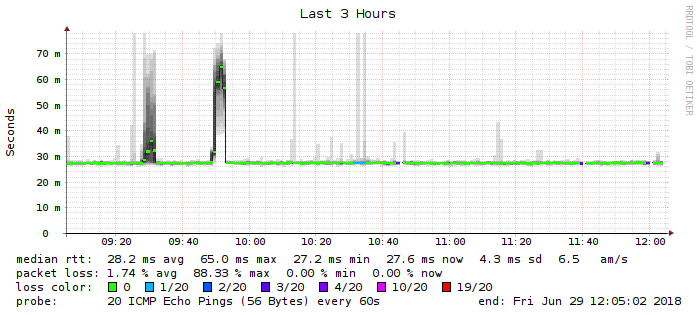 Last 3 Hours
RRDTOOL / TOBI OETIKER
Seconds
70 m
60 m
50 m
40 m
30 m
20 m
10 m
0
09:20 09:40 10:00 10:20 10:40 11:00 11:20 11:40 12:00
median rtt: 28.2 ms avg 65.0 ms max 27.2 ms min 27.6 ms now 4.3 ms sd 6.5 am/s
packet loss: 1.74 % avg 88.33 % max 0.00 % min 0.00 % now
loss color: 0 1/20 2/20 3/20 4/20 10/20 19/20
probe: 20 ICMP Echo Pings (56 Bytes) every 60s end: Fri Jun 29 12:05:02 2018